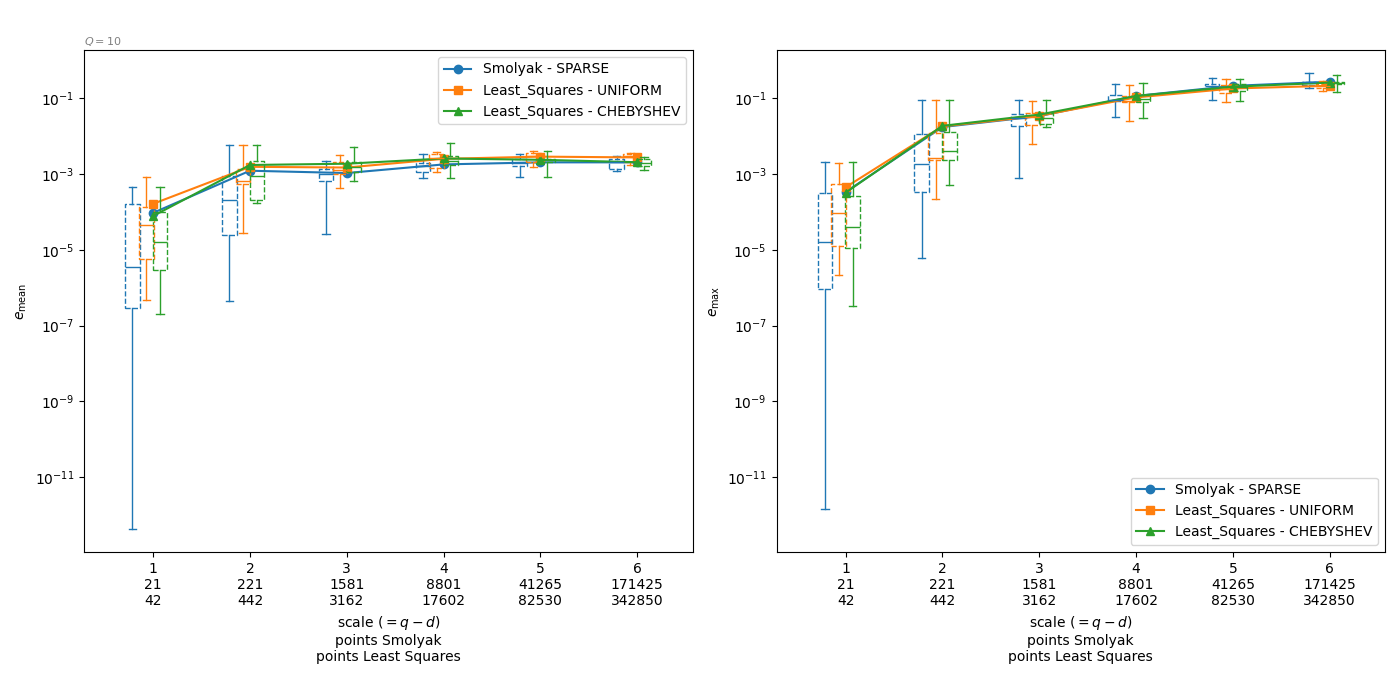 Q = 10
Smolyak - SPARSE
Least_Squares - UNIFORM
Least_Squares - CHEBYSHEV
10^{-1}
10^{-3}
10^{-5}
10^{-7}
10^{-9}
10^{-11}
e_{mean}
1 2 3 4 5 6
21 221 1581 8801 41265 171425
42 442 3162 17602 82530 342850
scale (= q − d)
points Smolyak
points Least Squares
10^{-1}
10^{-3}
10^{-5}
10^{-7}
10^{-9}
10^{-11}
e_{max}
Smolyak - SPARSE
Least_Squares - UNIFORM
Least_Squares - CHEBYSHEV
1 2 3 4 5 6
21 221 1581 8801 41265 171425
42 442 3162 17602 82530 342850
scale (= q − d)
points Smolyak
points Least Squares